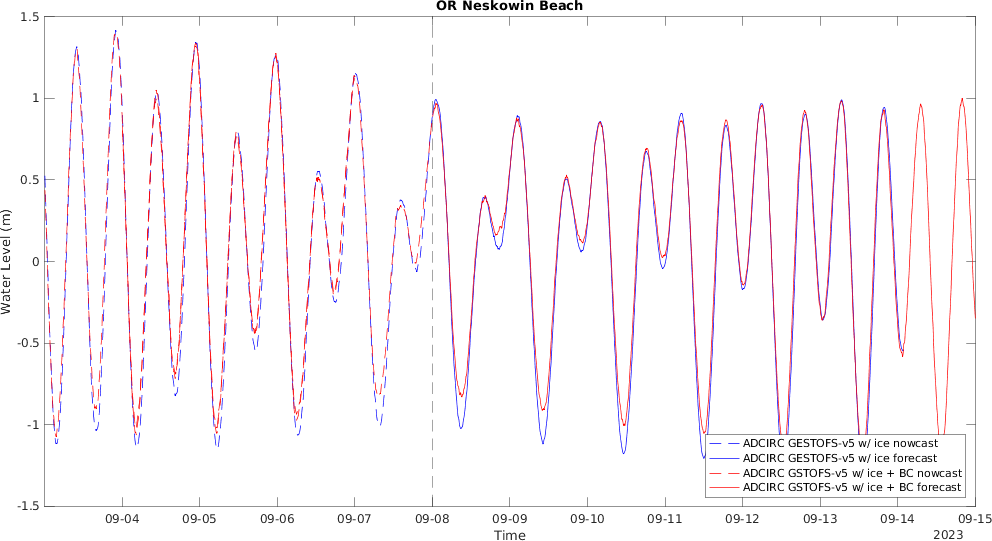 OR Neskowin Beach
1.5
1
0.5
0
-0.5
-1
-1.5
Water Level (m)
ADCIRC GESTOFS-v5 w/ ice nowcast
ADCIRC GESTOFS-v5 w/ ice forecast
ADCIRC GSTOFS-v5 w/ ice + BC nowcast
ADCIRC GSTOFS-v5 w/ ice + BC forecast
09-04 09-05 09-06 09-07 09-08 09-09 09-10 09-11 09-12 09-13 09-14 09-15
Time
2023